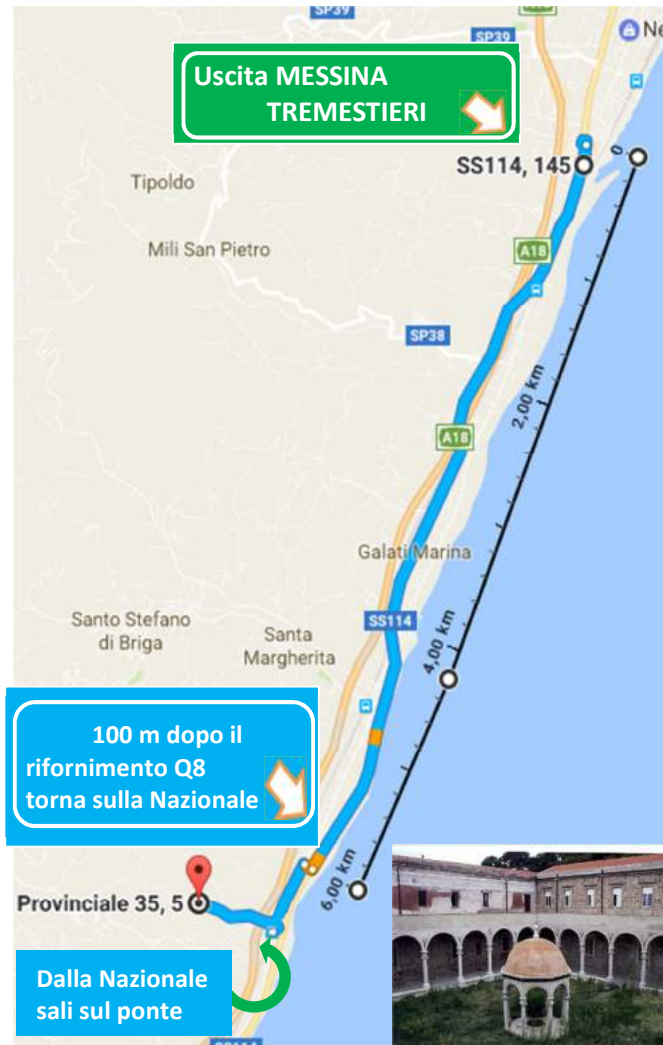 SP39
SP39
Ne
Uscita MESSINA
TREMESTIERI
SS114, 145
0
Tipoldo
Mili San Pietro
A18
SP38
2,00 km
A18
Galati Marina
Santo Stefano
di Briga
Santa
Margherita
SS114
4,00 km
100 m dopo il
rifornimento Q8
torna sulla Nazionale
Provinciale 35, 5
6,00 km
Dalla Nazionale
sali sul ponte
SS114